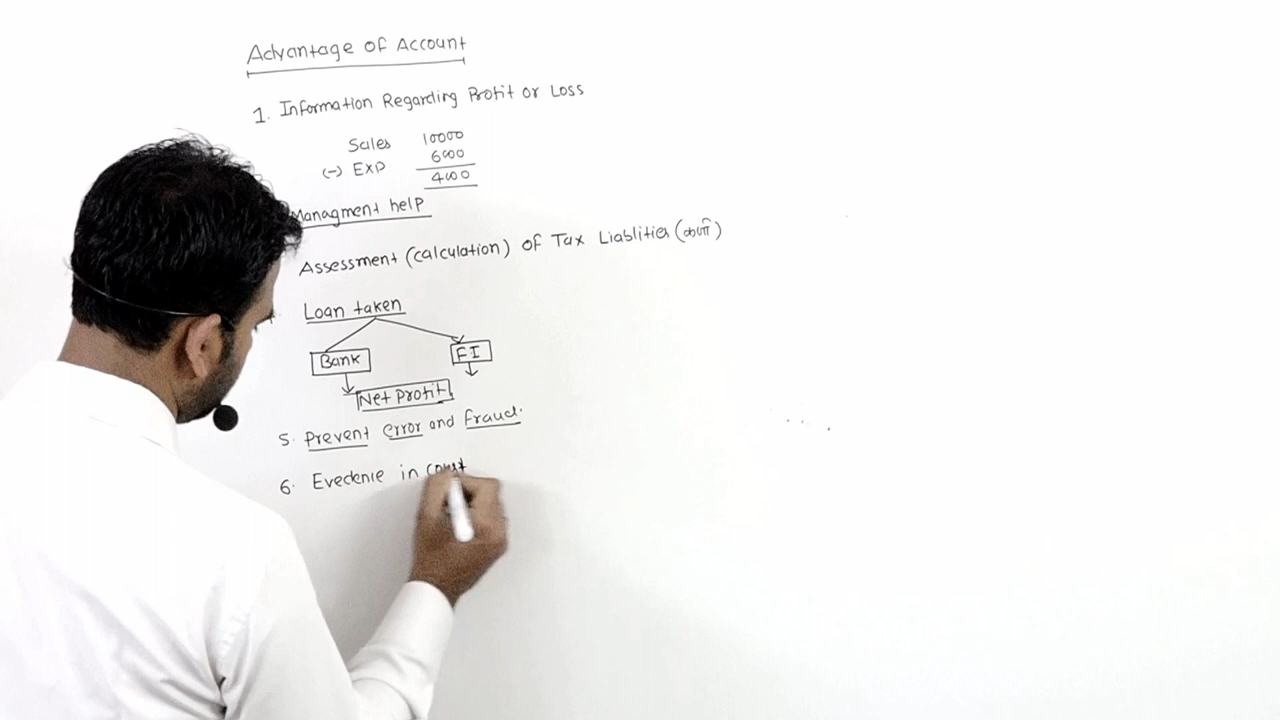 Advantage of Account
1. Information Regarding Profit or Loss
Sales 10000
(-) EXP 6000
4000
Managment help
Assessment (calculation) of Tax Liablities
Loan taken
Bank FI
Net Profit
5. Prevent error and fraud.
6. Evedenie in court